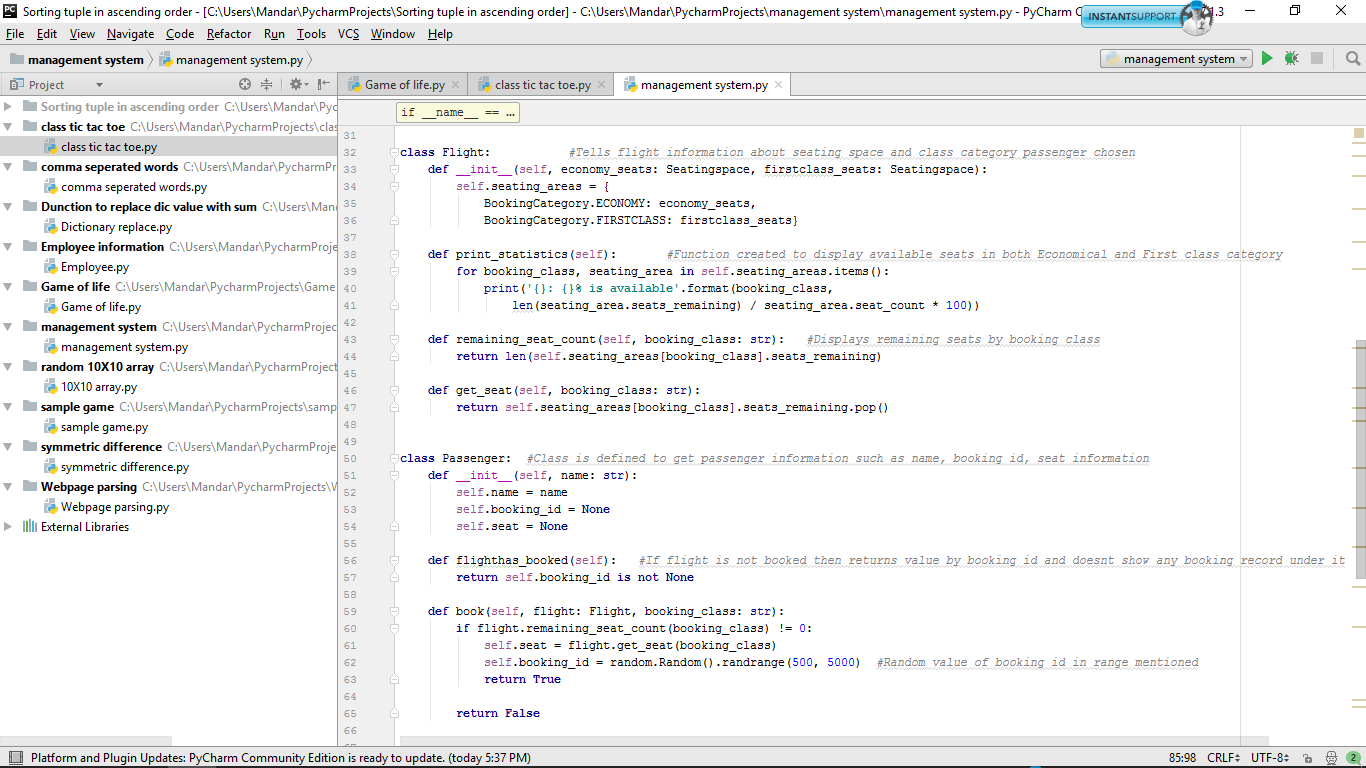 Sorting tuple in ascending order - [C:\Users\Mandar\PycharmProjects\Sorting tuple in ascending order] - C:\Users\Mandar\PycharmProjects\management system\management system.py - PyCharm C
INSTANTSUPPORT
1.3
File Edit View Navigate Code Refactor Run Tools VCS Window Help
management system management system.py
management system
Project
Game of life.py class tic tac toe.py management system.py
Sorting tuple in ascending order C:\Users\Mandar\Pyc
class tic tac toe C:\Users\Mandar\PycharmProjects\clas
class tic tac toe.py
comma seperated words C:\Users\Mandar\PycharmPr
comma seperated words.py
Dunction to replace dic value with sum C:\Users\Man
Dictionary replace.py
Employee information C:\Users\Mandar\PycharmProje
Employee.py
Game of life C:\Users\Mandar\PycharmProjects\Game
Game of life.py
management system C:\Users\Mandar\PycharmProjec
management system.py
random 10X10 array C:\Users\Mandar\PycharmProject
10X10 array.py
sample game C:\Users\Mandar\PycharmProjects\samp
sample game.py
symmetric difference C:\Users\Mandar\PycharmProje
symmetric difference.py
Webpage parsing C:\Users\Mandar\PycharmProjects\W
Webpage parsing.py
External Libraries
if __name__ == ...
31
32 class Flight: #Tells flight information about seating space and class category passenger chosen
33 def __init__(self, economy_seats: Seatingspace, firstclass_seats: Seatingspace):
34 self.seating_areas = {
35 BookingCategory.ECONOMY: economy_seats,
36 BookingCategory.FIRSTCLASS: firstclass_seats}
37
38 def print_statistics(self): #Function created to display available seats in both Economical and First class category
39 for booking_class, seating_area in self.seating_areas.items():
40 print('{}: {}% is available'.format(booking_class,
41 len(seating_area.seats_remaining) / seating_area.seat_count * 100))
42
43 def remaining_seat_count(self, booking_class: str): #Displays remaining seats by booking class
44 return len(self.seating_areas[booking_class].seats_remaining)
45
46 def get_seat(self, booking_class: str):
47 return self.seating_areas[booking_class].seats_remaining.pop()
48
49
50 class Passenger: #Class is defined to get passenger information such as name, booking id, seat information
51 def __init__(self, name: str):
52 self.name = name
53 self.booking_id = None
54 self.seat = None
55
56 def flighthas_booked(self): #If flight is not booked then returns value by booking id and doesnt show any booking record under it
57 return self.booking_id is not None
58
59 def book(self, flight: Flight, booking_class: str):
60 if flight.remaining_seat_count(booking_class) != 0:
61 self.seat = flight.get_seat(booking_class)
62 self.booking_id = random.Random().randrange(500, 5000) #Random value of booking id in range mentioned
63 return True
64
65 return False
66
Platform and Plugin Updates: PyCharm Community Edition is ready to update. (today 5:37 PM) 85:98 CRLF UTF-8 2